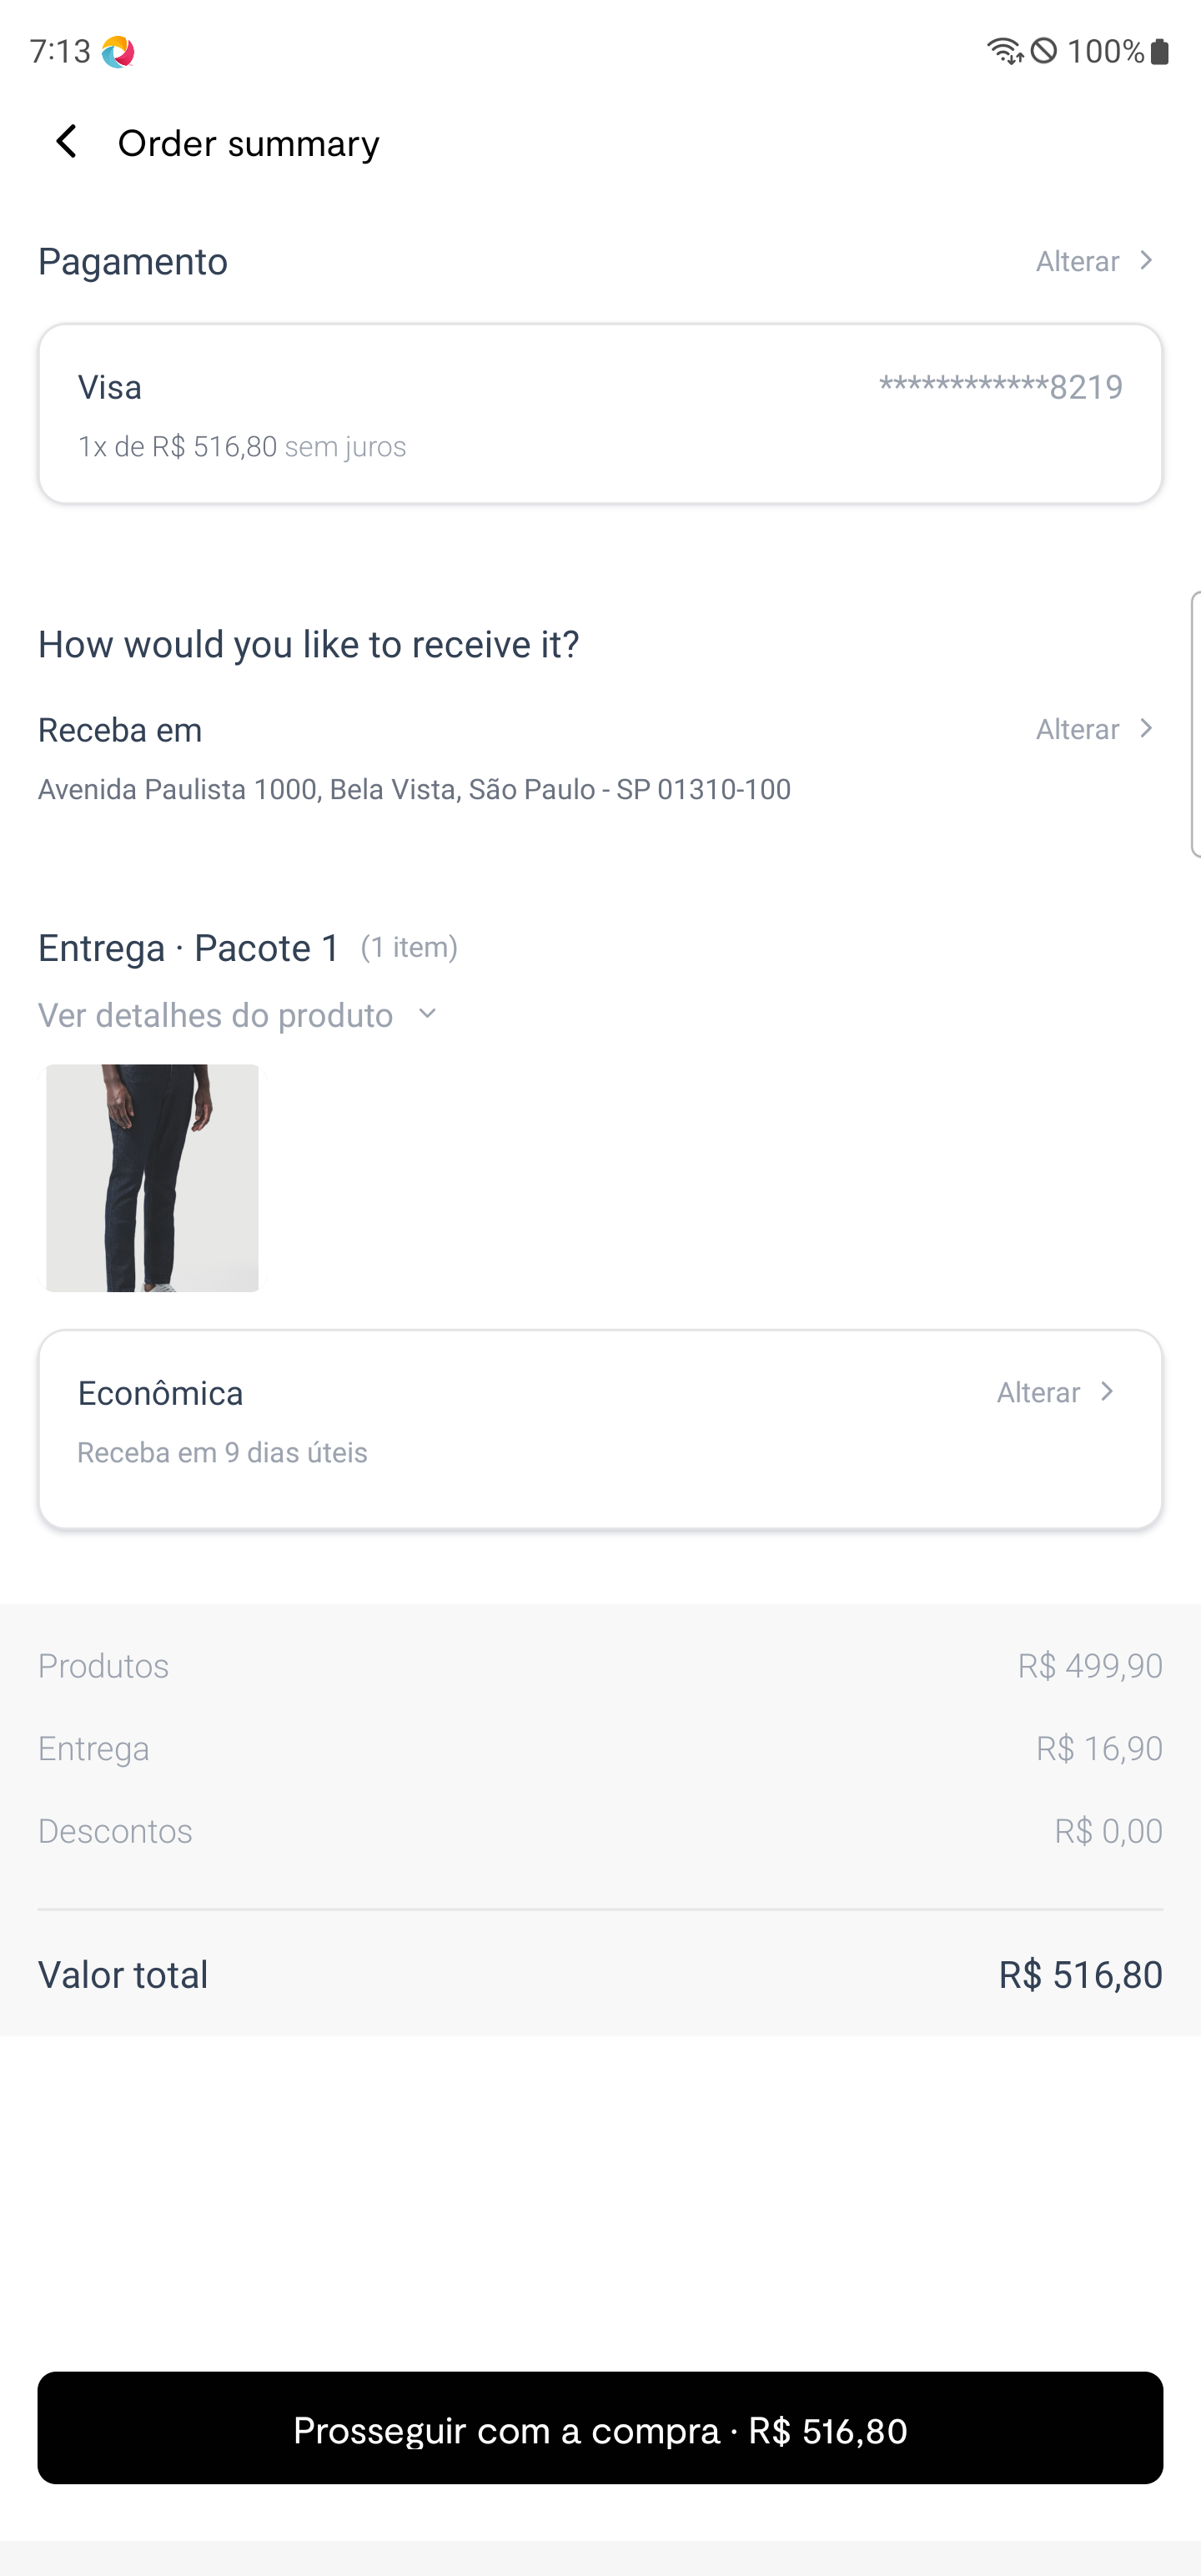 7:13 100%
Order summary
Pagamento Alterar
Visa ************8219
1x de R$ 516,80 sem juros
How would you like to receive it?
Receba em Alterar
Avenida Paulista 1000, Bela Vista, São Paulo - SP 01310-100
Entrega · Pacote 1 (1 item)
Ver detalhes do produto
Econômica Alterar
Receba em 9 dias úteis
Produtos R$ 499,90
Entrega R$ 16,90
Descontos R$ 0,00
Valor total R$ 516,80
Prosseguir com a compra · R$ 516,80